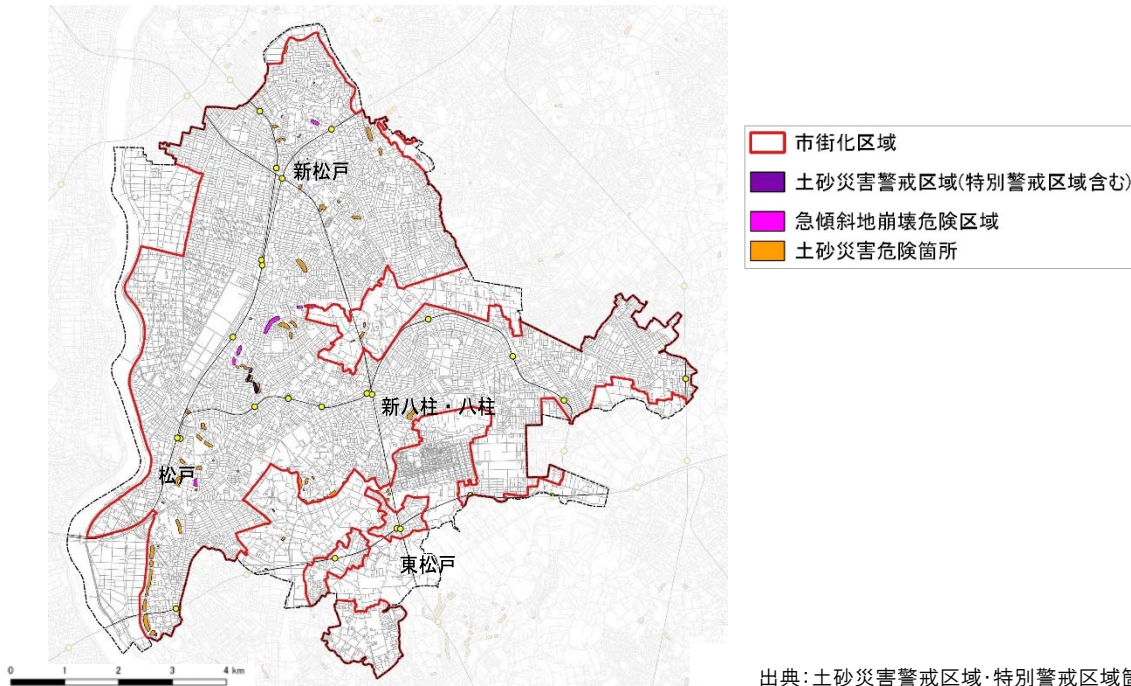 新松戸
新八柱・八柱
松戸
東松戸
0 1 2 3 4 km
市街化区域
土砂災害警戒区域(特別警戒区域含む)
急傾斜地崩壊危険区域
土砂災害危険箇所
出典:土砂災害警戒区域・特別警戒区域箇